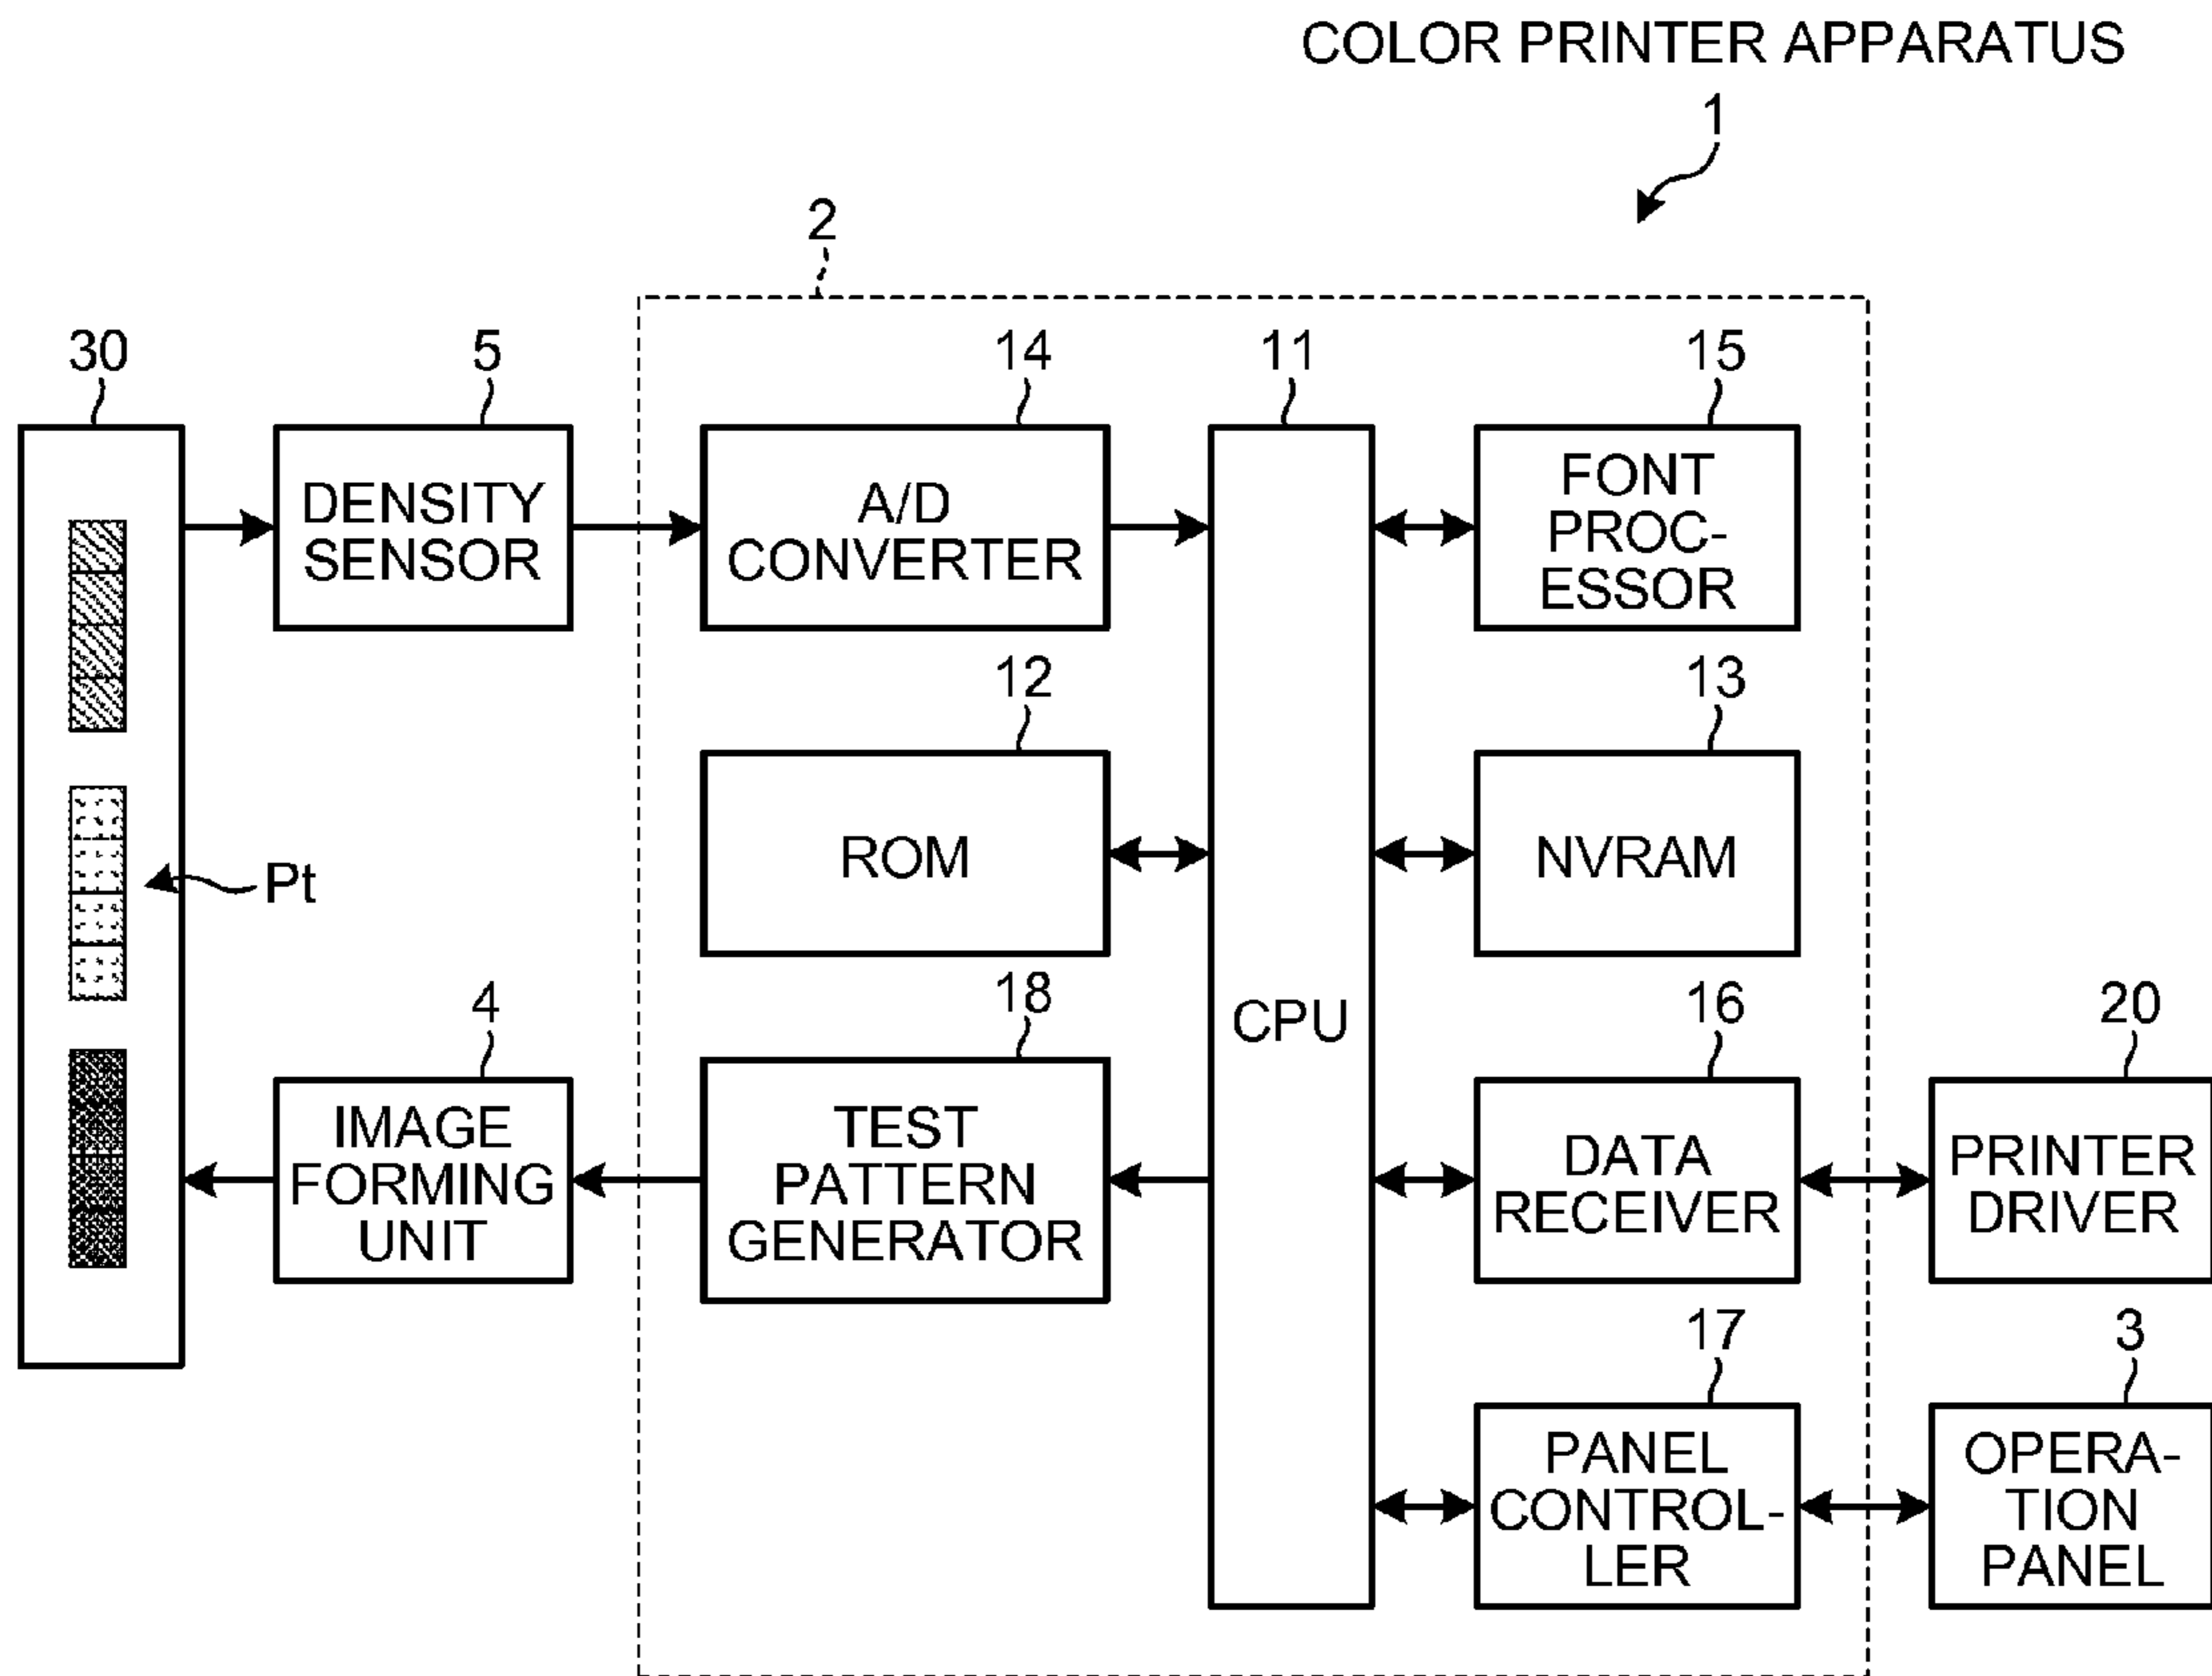 COLOR PRINTER APPARATUS
1
2
30
5
14
11
15
DENSITY
SENSOR
A/D
CONVERTER
FONT
PROC-
ESSOR
12
13
ROM
NVRAM
Pt
CPU
4
18
16
20
IMAGE
FORMING
UNIT
TEST
PATTERN
GENERATOR
DATA
RECEIVER
PRINTER
DRIVER
17
3
PANEL
CONTROL-
LER
OPERA-
TION
PANEL